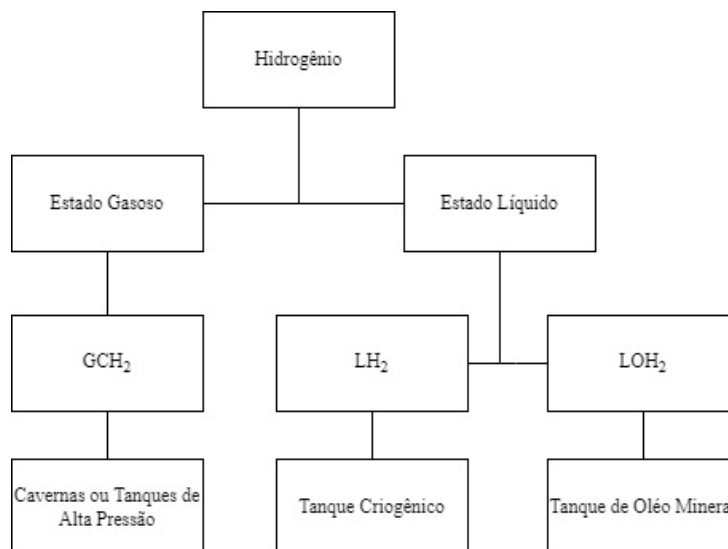 Hidrogênio
Estado Gasoso
Estado Líquido
GCH₂
LH₂
LOH₂
Cavernas ou Tanques de
Alta Pressão
Tanque Criogênico
Tanque de Oléo Minera